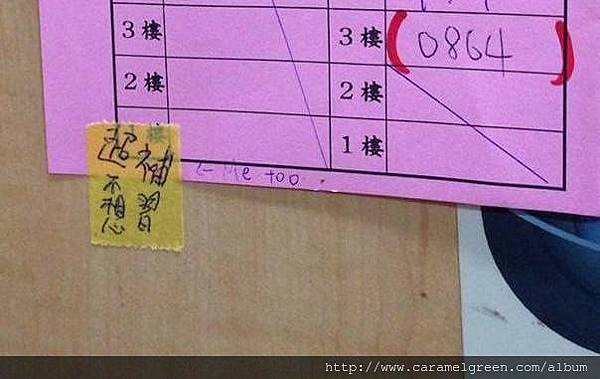 3樓 3樓 (0864)
2樓 2樓
樓 1樓
超不想
補習
← Me too.
http://www.caramelgreen.com/album